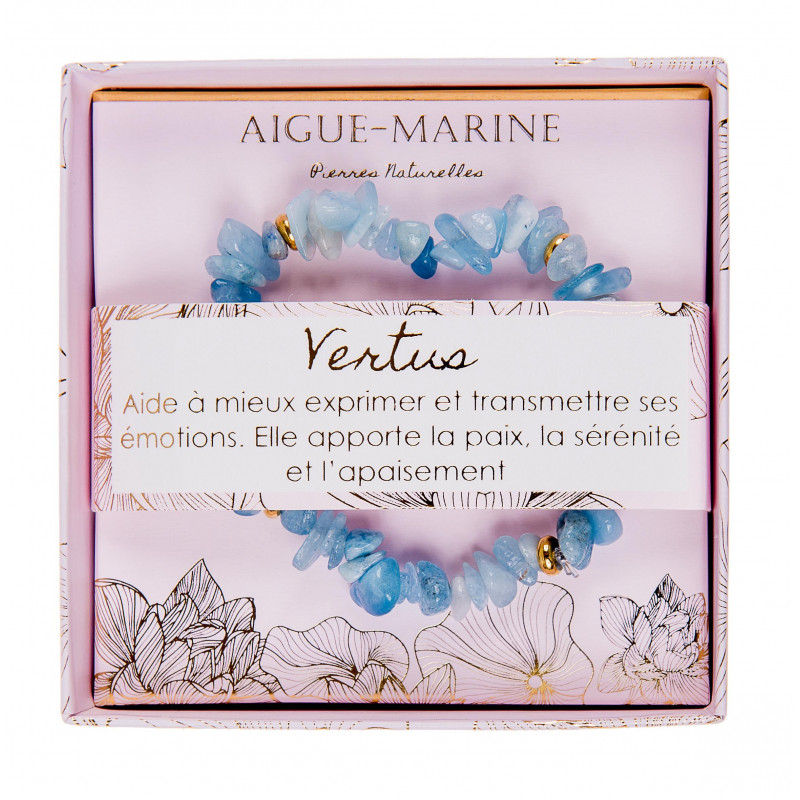 AIGUE-MARINE
Pierres Naturelles
Vertus
Aide à mieux exprimer et transmettre ses
émotions. Elle apporte la paix, la sérénité
et l'apaisement